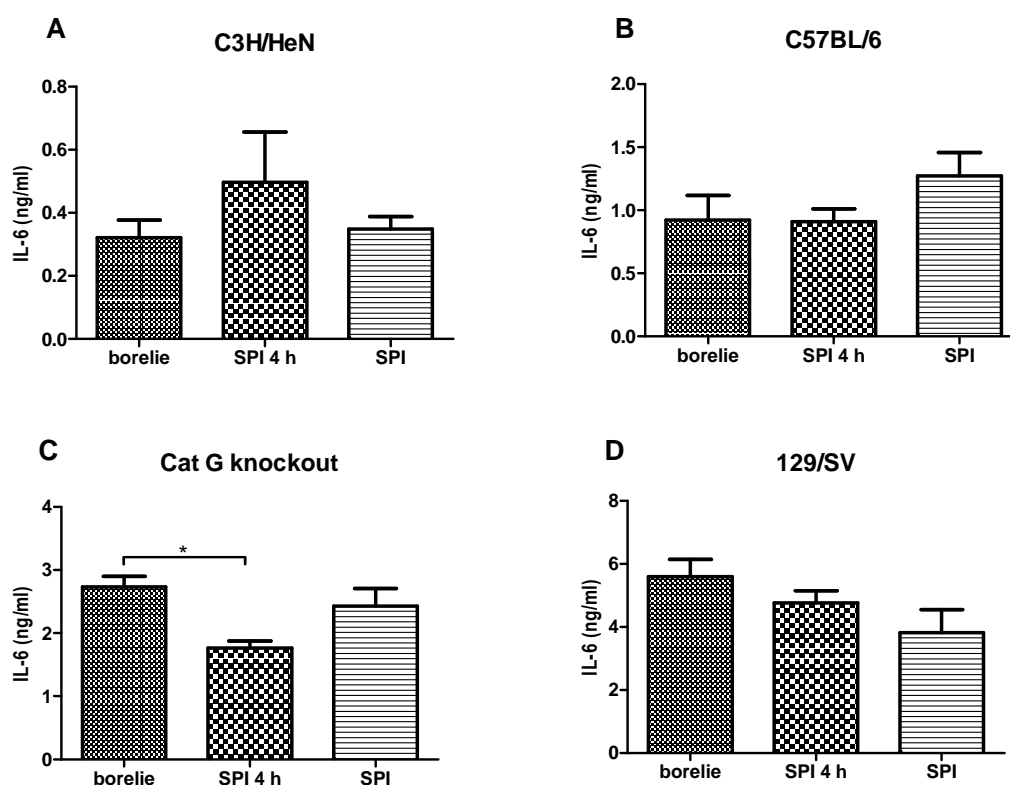 A
C3H/HeN
IL-6 (ng/ml)
0.8
0.6
0.4
0.2
0.0
borelie SPI 4 h SPI
B
C57BL/6
IL-6 (ng/ml)
2.0
1.5
1.0
0.5
0.0
borelie SPI 4 h SPI
C
Cat G knockout
IL-6 (ng/ml)
4
3
2
1
0
*
borelie SPI 4 h SPI
D
129/SV
IL-6 (ng/ml)
8
6
4
2
0
borelie SPI 4 h SPI